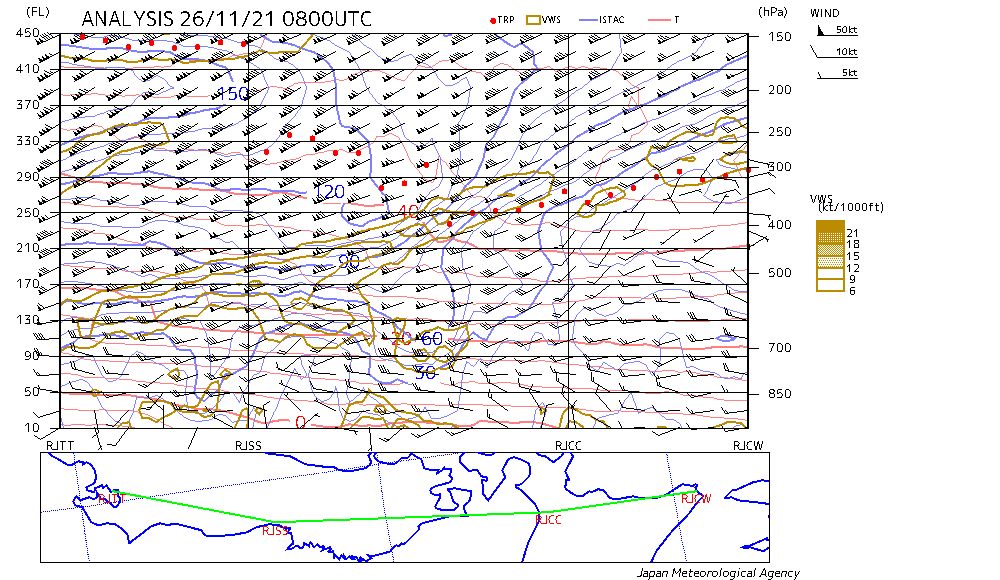 (FL) ANALYSIS 26/11/21 0800UTC TRP VWS ISTAC T (hPa) WIND
450 150 50kt
10kt
410
5kt
150 200
370
250
330
300
290 120
VWS
(kt/1000ft)
250 40 400
21
210 90 18
15
500
12
170 9
6
130
20 60 700
90
30
50 850
10 0
RJTT RJSS RJCC RJCW
RJTT RJSS RJCC RJCW
Japan Meteorological Agency